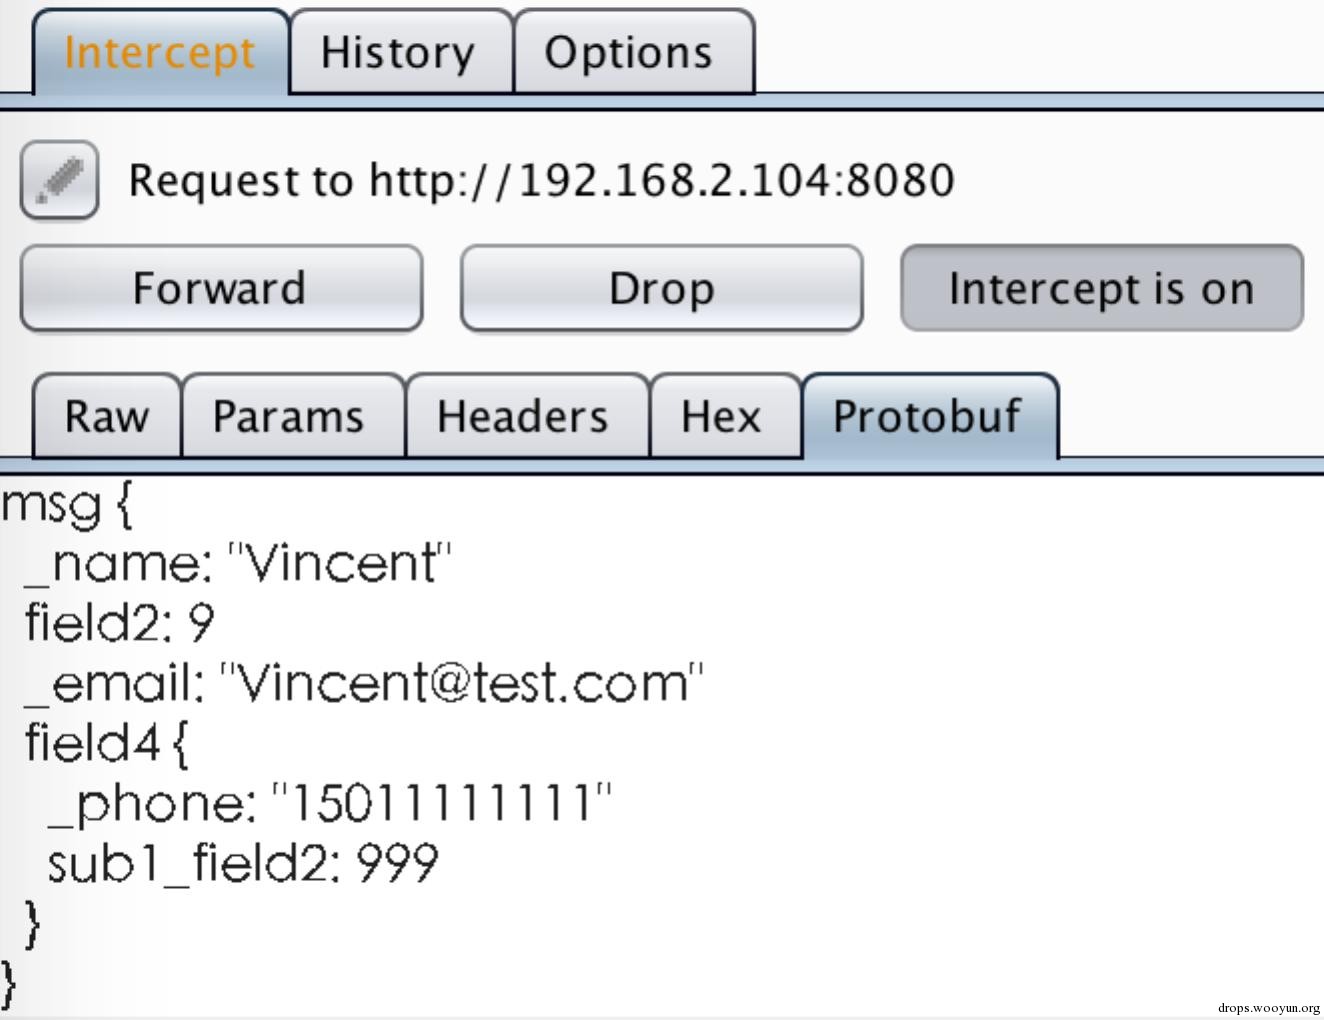 Intercept History Options
Request to http://192.168.2.104:8080
Forward Drop Intercept is on
Raw Params Headers Hex Protobuf
msg {
_name: "Vincent"
field2: 9
_email: "Vincent@test.com"
field4 {
_phone: "15011111111"
sub1_field2: 999
}
}
drops.wooyun.org